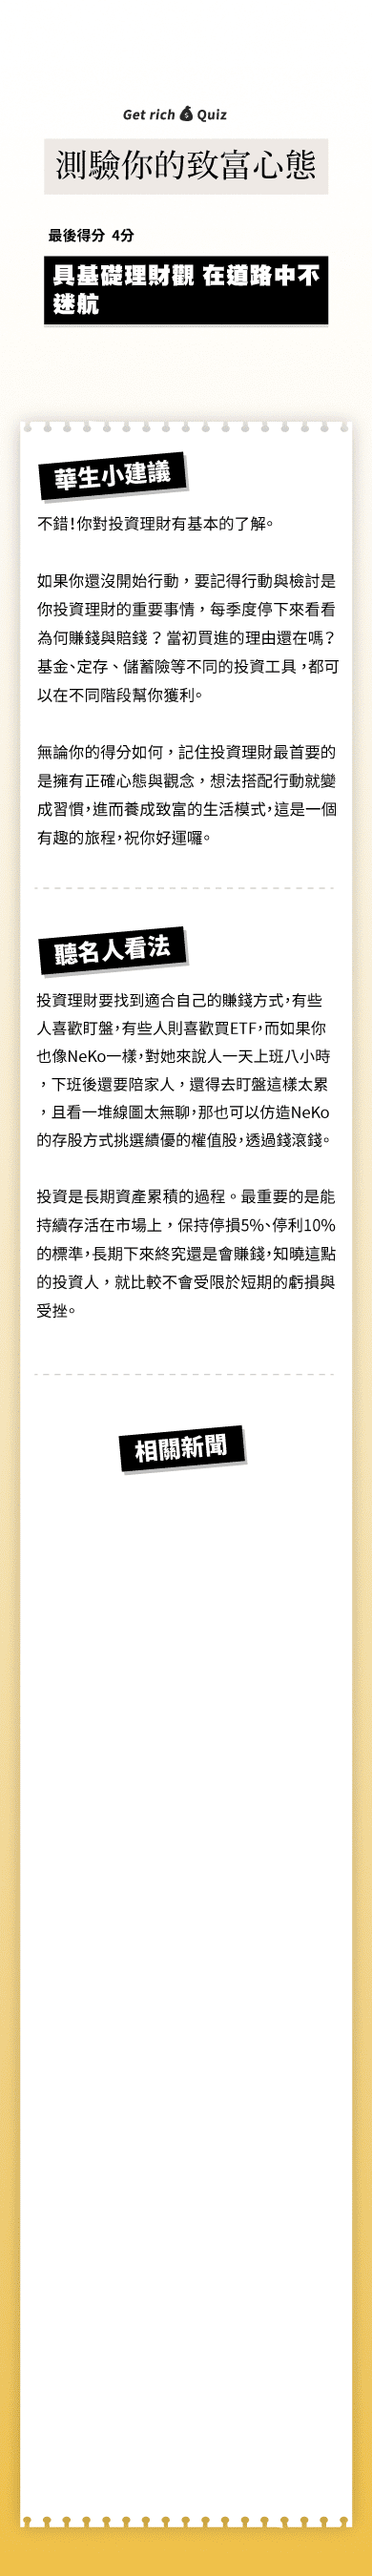 Get rich Quiz
測驗你的致富心態
最後得分 4分
具基礎理財觀 在道路中不
迷航
華生小建議
不錯!你對投資理財有基本的了解。
如果你還沒開始行動，要記得行動與檢討是
你投資理財的重要事情，每季度停下來看看
為何賺錢與賠錢？當初買進的理由還在嗎？
基金、定存、儲蓄險等不同的投資工具，都可
以在不同階段幫你獲利。
無論你的得分如何，記住投資理財最首要的
是擁有正確心態與觀念，想法搭配行動就變
成習慣，進而養成致富的生活模式，這是一個
有趣的旅程，祝你好運囉。
聽名人看法
投資理財要找到適合自己的賺錢方式，有些
人喜歡盯盤，有些人則喜歡買ETF，而如果你
也像NeKo一樣，對她來說人一天上班八小時
，下班後還要陪家人，還得去盯盤這樣太累
，且看一堆線圖太無聊，那也可以仿造NeKo
的存股方式挑選績優的權值股，透過錢滾錢。
投資是長期資產累積的過程。最重要的是能
持續存活在市場上，保持停損5%、停利10%
的標準，長期下來終究還是會賺錢，知曉這點
的投資人，就比較不會受限於短期的虧損與
受挫。
相關新聞